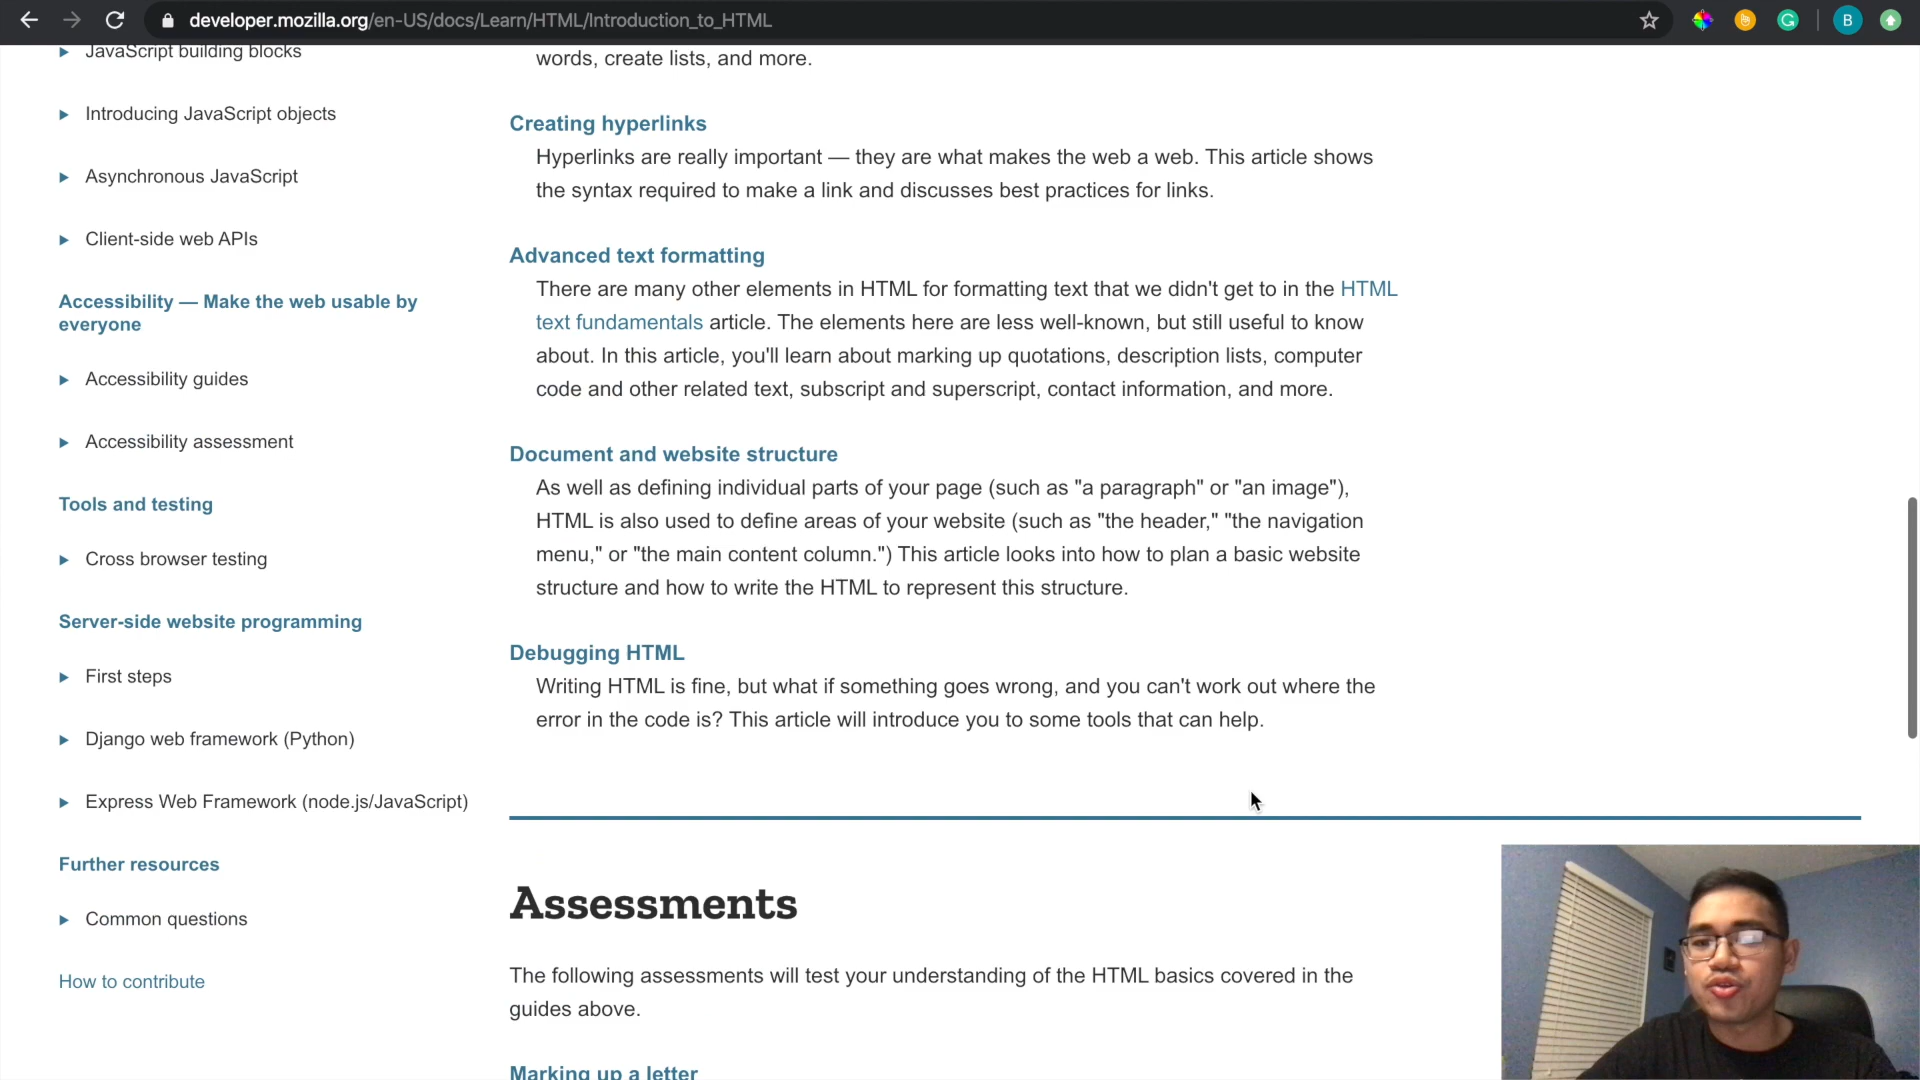 developer.mozilla.org/en-US/docs/Learn/HTML/Introduction_to_HTML
B
JavaScript building blocks
Introducing JavaScript objects
Asynchronous JavaScript
Client-side web APIs
Accessibility — Make the web usable by
everyone
Accessibility guides
Accessibility assessment
Tools and testing
Cross browser testing
Server-side website programming
First steps
Django web framework (Python)
Express Web Framework (node.js/JavaScript)
Further resources
Common questions
How to contribute
words, create lists, and more.
Creating hyperlinks
Hyperlinks are really important — they are what makes the web a web. This article shows
the syntax required to make a link and discusses best practices for links.
Advanced text formatting
There are many other elements in HTML for formatting text that we didn't get to in the HTML
text fundamentals article. The elements here are less well-known, but still useful to know
about. In this article, you'll learn about marking up quotations, description lists, computer
code and other related text, subscript and superscript, contact information, and more.
Document and website structure
As well as defining individual parts of your page (such as "a paragraph" or "an image"),
HTML is also used to define areas of your website (such as "the header," "the navigation
menu," or "the main content column.") This article looks into how to plan a basic website
structure and how to write the HTML to represent this structure.
Debugging HTML
Writing HTML is fine, but what if something goes wrong, and you can't work out where the
error in the code is? This article will introduce you to some tools that can help.
Assessments
The following assessments will test your understanding of the HTML basics covered in the
guides above.
Marking up a letter